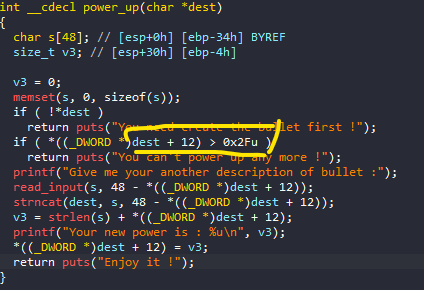 int __cdecl power_up(char *dest)
{
char s[48]; // [esp+0h] [ebp-34h] BYREF
size_t v3; // [esp+30h] [ebp-4h]
v3 = 0;
memset(s, 0, sizeof(s));
if ( !*dest )
return puts("You need create the bullet first !");
if ( *((_DWORD *)dest + 12) > 0x2Fu )
return puts("You can't power up any more !");
printf("Give me your another description of bullet :");
read_input(s, 48 - *((_DWORD *)dest + 12));
strncat(dest, s, 48 - *((_DWORD *)dest + 12));
v3 = strlen(s) + *((_DWORD *)dest + 12);
printf("Your new power is : %u\n", v3);
*((_DWORD *)dest + 12) = v3;
return puts("Enjoy it !");
}